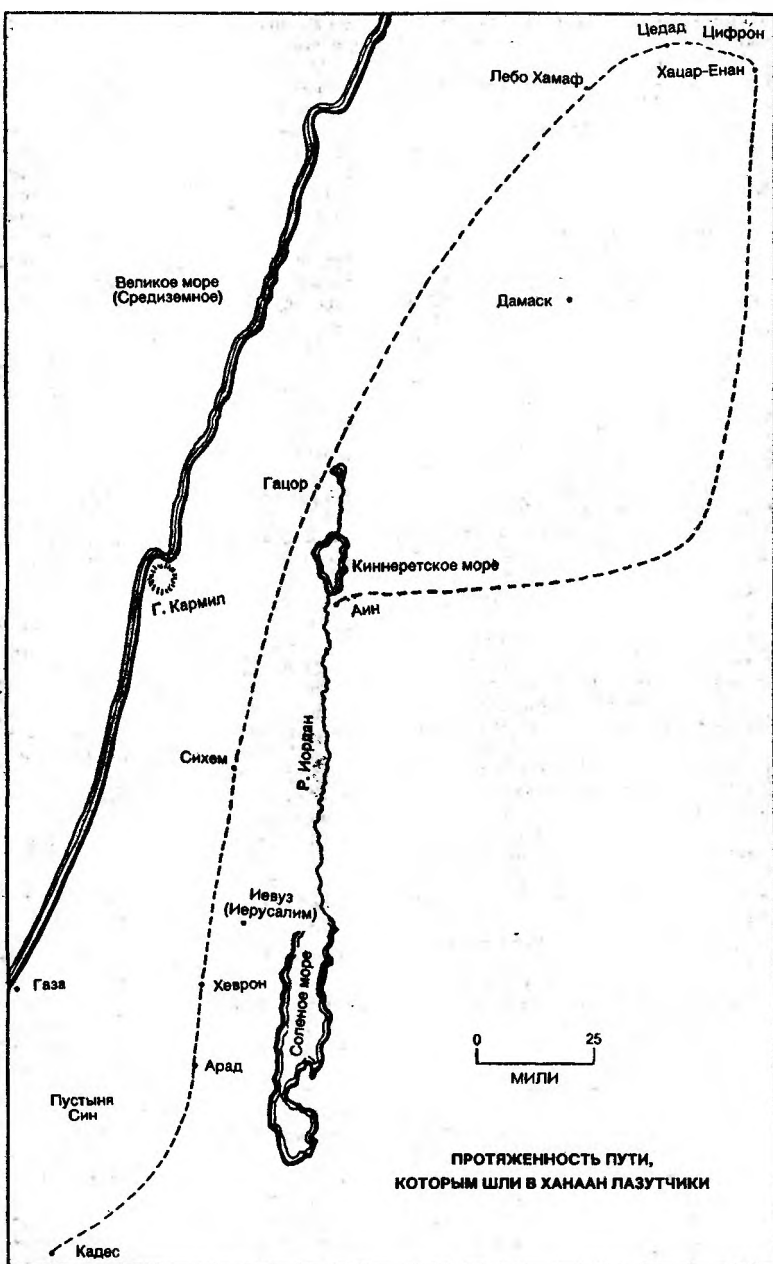 Цедад Цифрон
Лебо Хамаф
Хацар-Енан
Великое море
(Средиземное)
Дамаск
Гацор
Киннеретское море
Г. Кармил
Аин
Р. Иордан
Сихем
Иевуз
(Иерусалим)
Газа
Хеврон
Соленое море
0 25
МИЛИ
Арад
Пустыня
Син
ПРОТЯЖЕННОСТЬ ПУТИ,
КОТОРЫМ ШЛИ В ХАНААН ЛАЗУТЧИКИ
Кадес